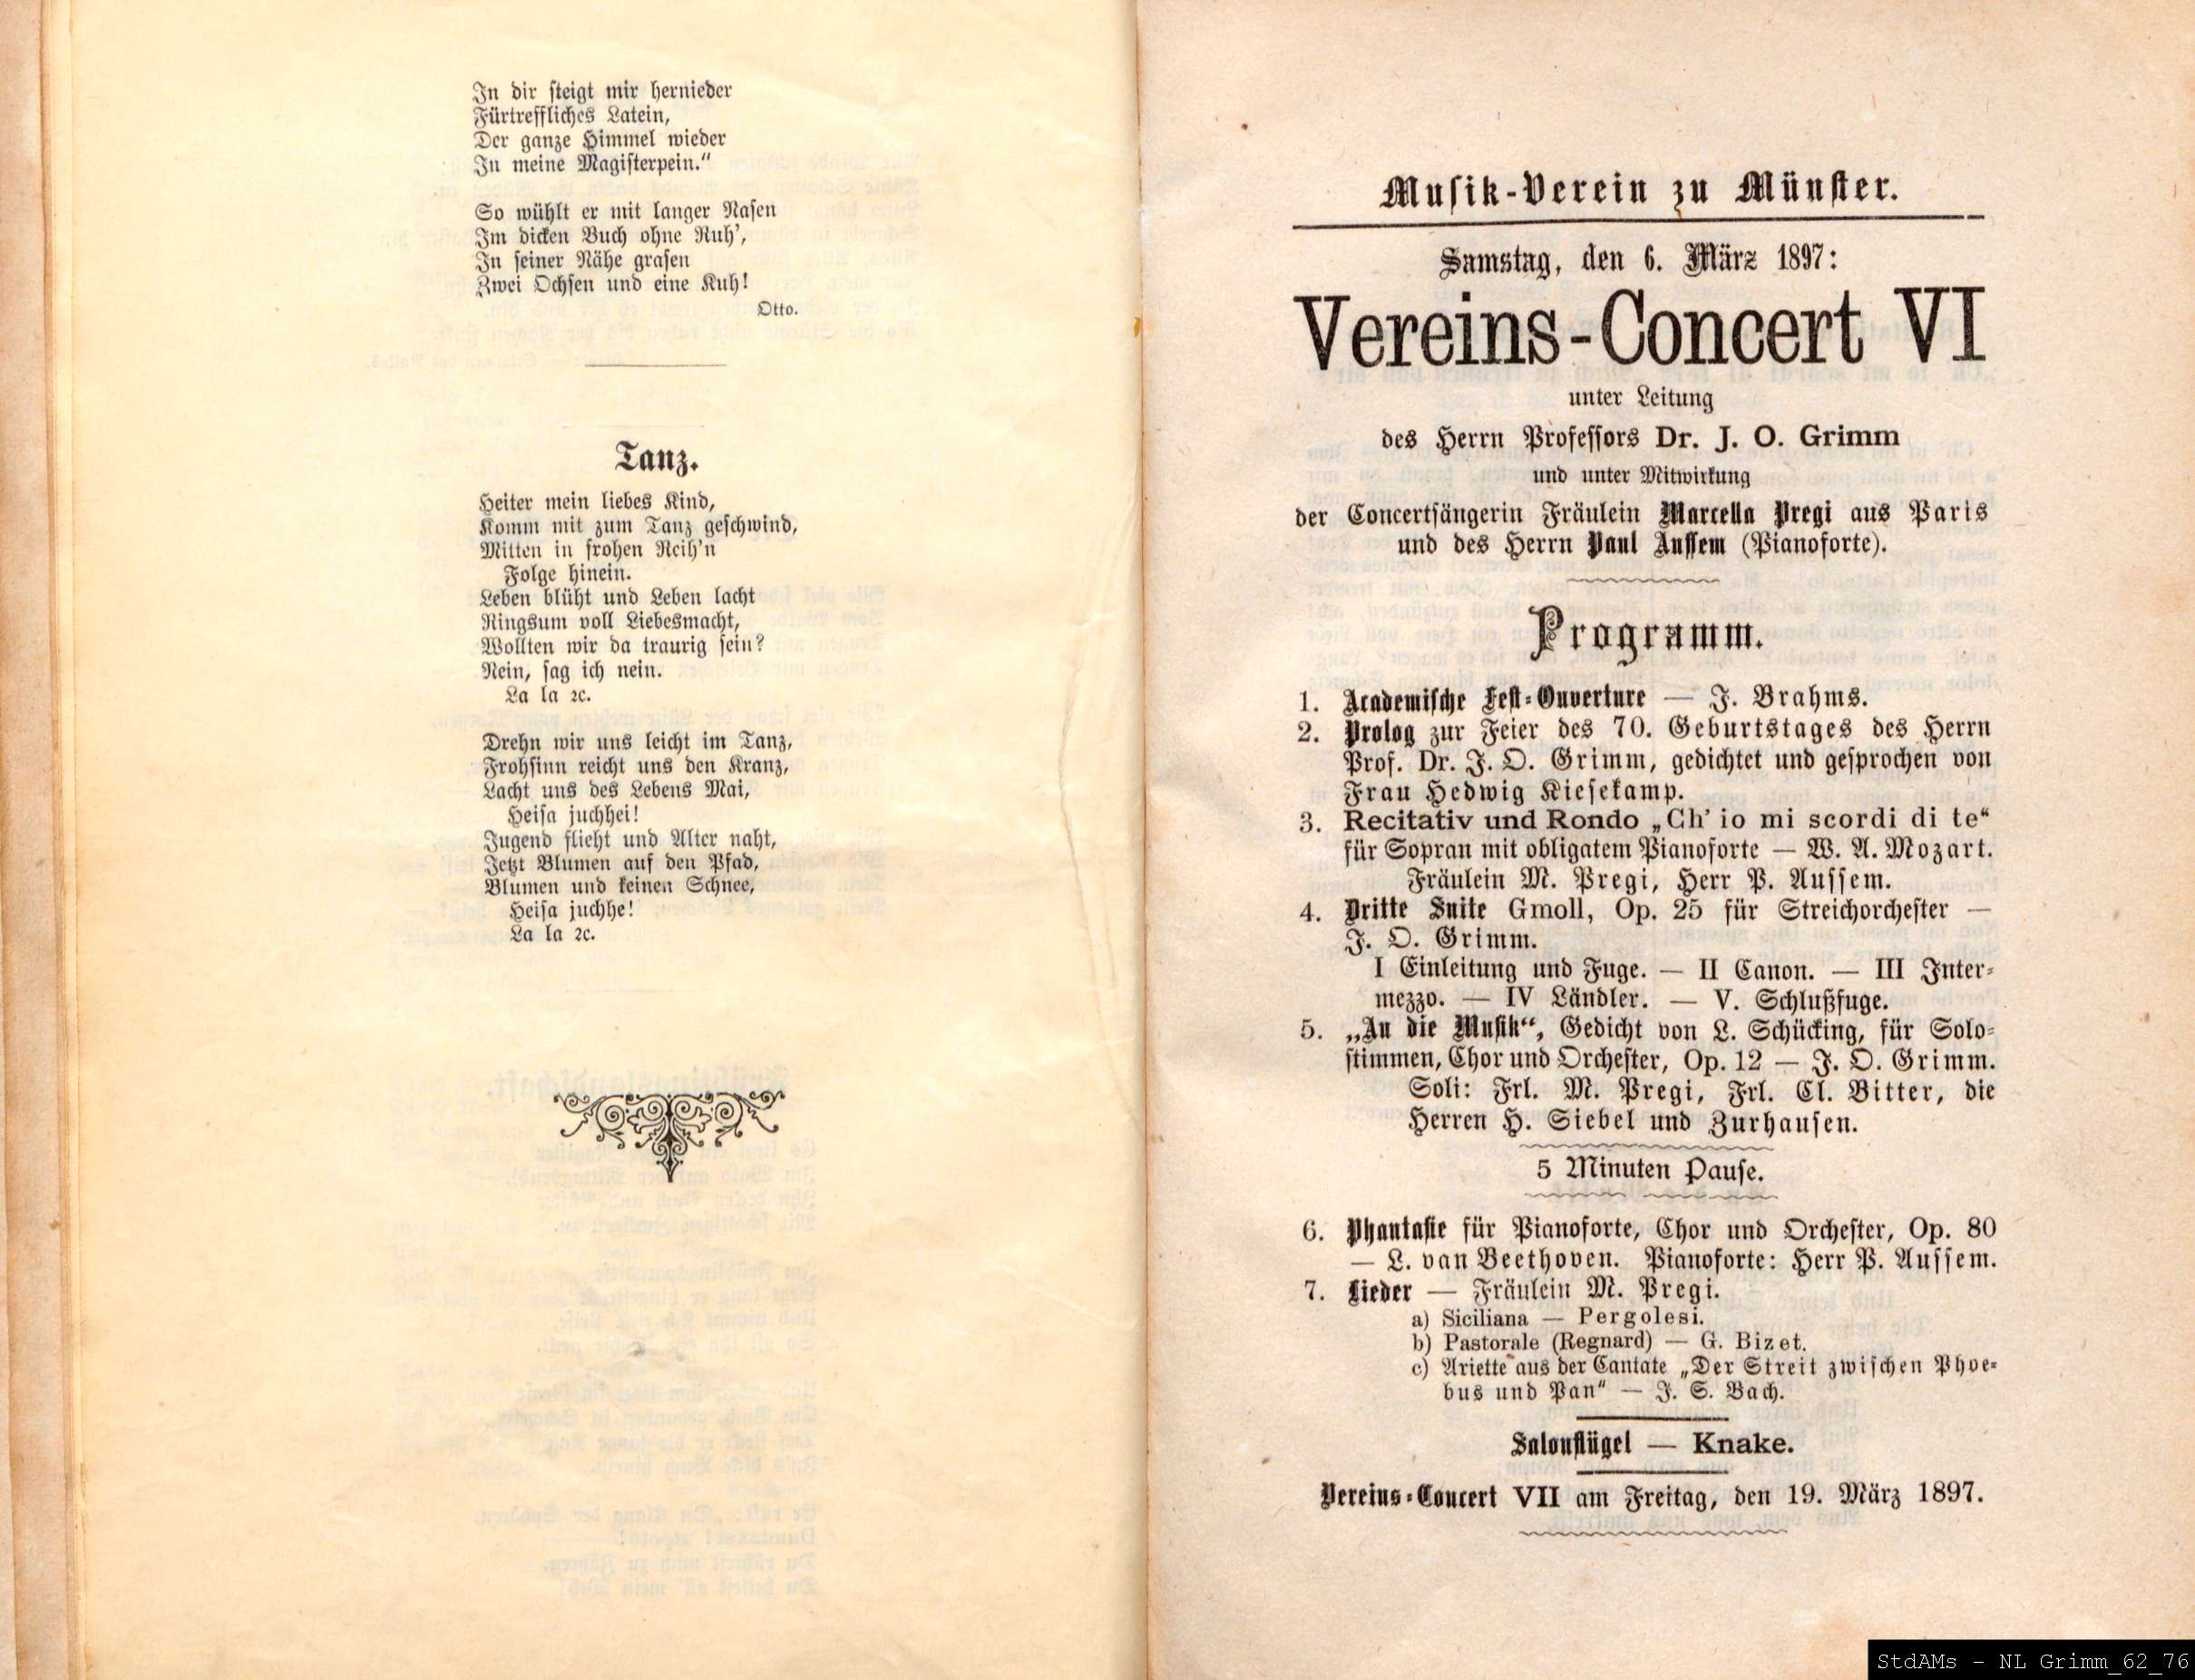 In dir steigt mir hernieder
Fürtreffliches Latein,
Der ganze Himmel wieder
In meine Magisterpein.“
So wühlt er mit langer Nasen
Im dicken Buch ohne Ruh’,
In seiner Nähe grasen
Zwei Ochsen und eine Kuh!
Otto.
Tanz.
Heiter mein liebes Kind,
Komm mit zum Tanz geschwind,
Mitten in frohen Reih’n
Folge hinein.
Leben blüht und Leben lacht
Ringsum voll Liebesmacht,
Wollten wir da traurig sein?
Nein, sag ich nein.
La la ꝛc.
Drehn wir uns leicht im Tanz,
Frohsinn reicht uns den Kranz,
Lacht uns des Lebens Mai,
Heisa juchhei!
Jugend flieht und Alter naht,
Jetzt Blumen auf den Pfad,
Blumen und keinen Schnee,
Heisa juchhe!
La la ꝛc.
Musik-Verein zu Münster.
Samstag, den 6. März 1897:
Vereins-Concert VI
unter Leitung
des Herrn Professors Dr. J. O. Grimm
und unter Mitwirkung
der Concertsängerin Fräulein Marcella Pregi aus Paris
und des Herrn Paul Aussem (Pianoforte).
Programm.
1. Academische Fest-Ouverture — J. Brahms.
2. Prolog zur Feier des 70. Geburtstages des Herrn
Prof. Dr. J. O. Grimm, gedichtet und gesprochen von
Frau Hedwig Kiesekamp.
3. Recitativ und Rondo „Ch’ io mi scordi di te“
für Sopran mit obligatem Pianoforte — W. A. Mozart.
Fräulein M. Pregi, Herr P. Aussem.
4. Dritte Suite Gmoll, Op. 25 für Streichorchester —
J. O. Grimm.
I Einleitung und Fuge. — II Canon. — III Inter-
mezzo. — IV Ländler. — V. Schlußfuge.
5. „An die Musik“, Gedicht von L. Schücking, für Solo-
stimmen, Chor und Orchester, Op. 12 — J. O. Grimm.
Soli: Frl. M. Pregi, Frl. Cl. Bitter, die
Herren H. Siebel und Zurhausen.
5 Minuten Pause.
6. Phantasie für Pianoforte, Chor und Orchester, Op. 80
— L. van Beethoven. Pianoforte: Herr P. Aussem.
7. Lieder — Fräulein M. Pregi.
a) Siciliana — Pergolesi.
b) Pastorale (Regnard) — G. Bizet.
c) Ariette aus der Cantate „Der Streit zwischen Phoe-
bus und Pan“ — J. S. Bach.
Salonflügel — Knake.
Vereins-Concert VII am Freitag, den 19. März 1897.
StdAMs - NL Grimm_62_76